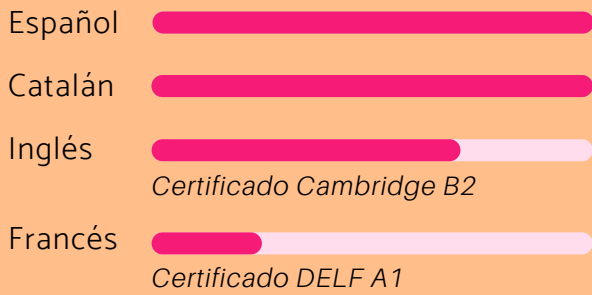 Español
Catalán
Inglés
Certificado Cambridge B2
Francés
Certificado DELF A1